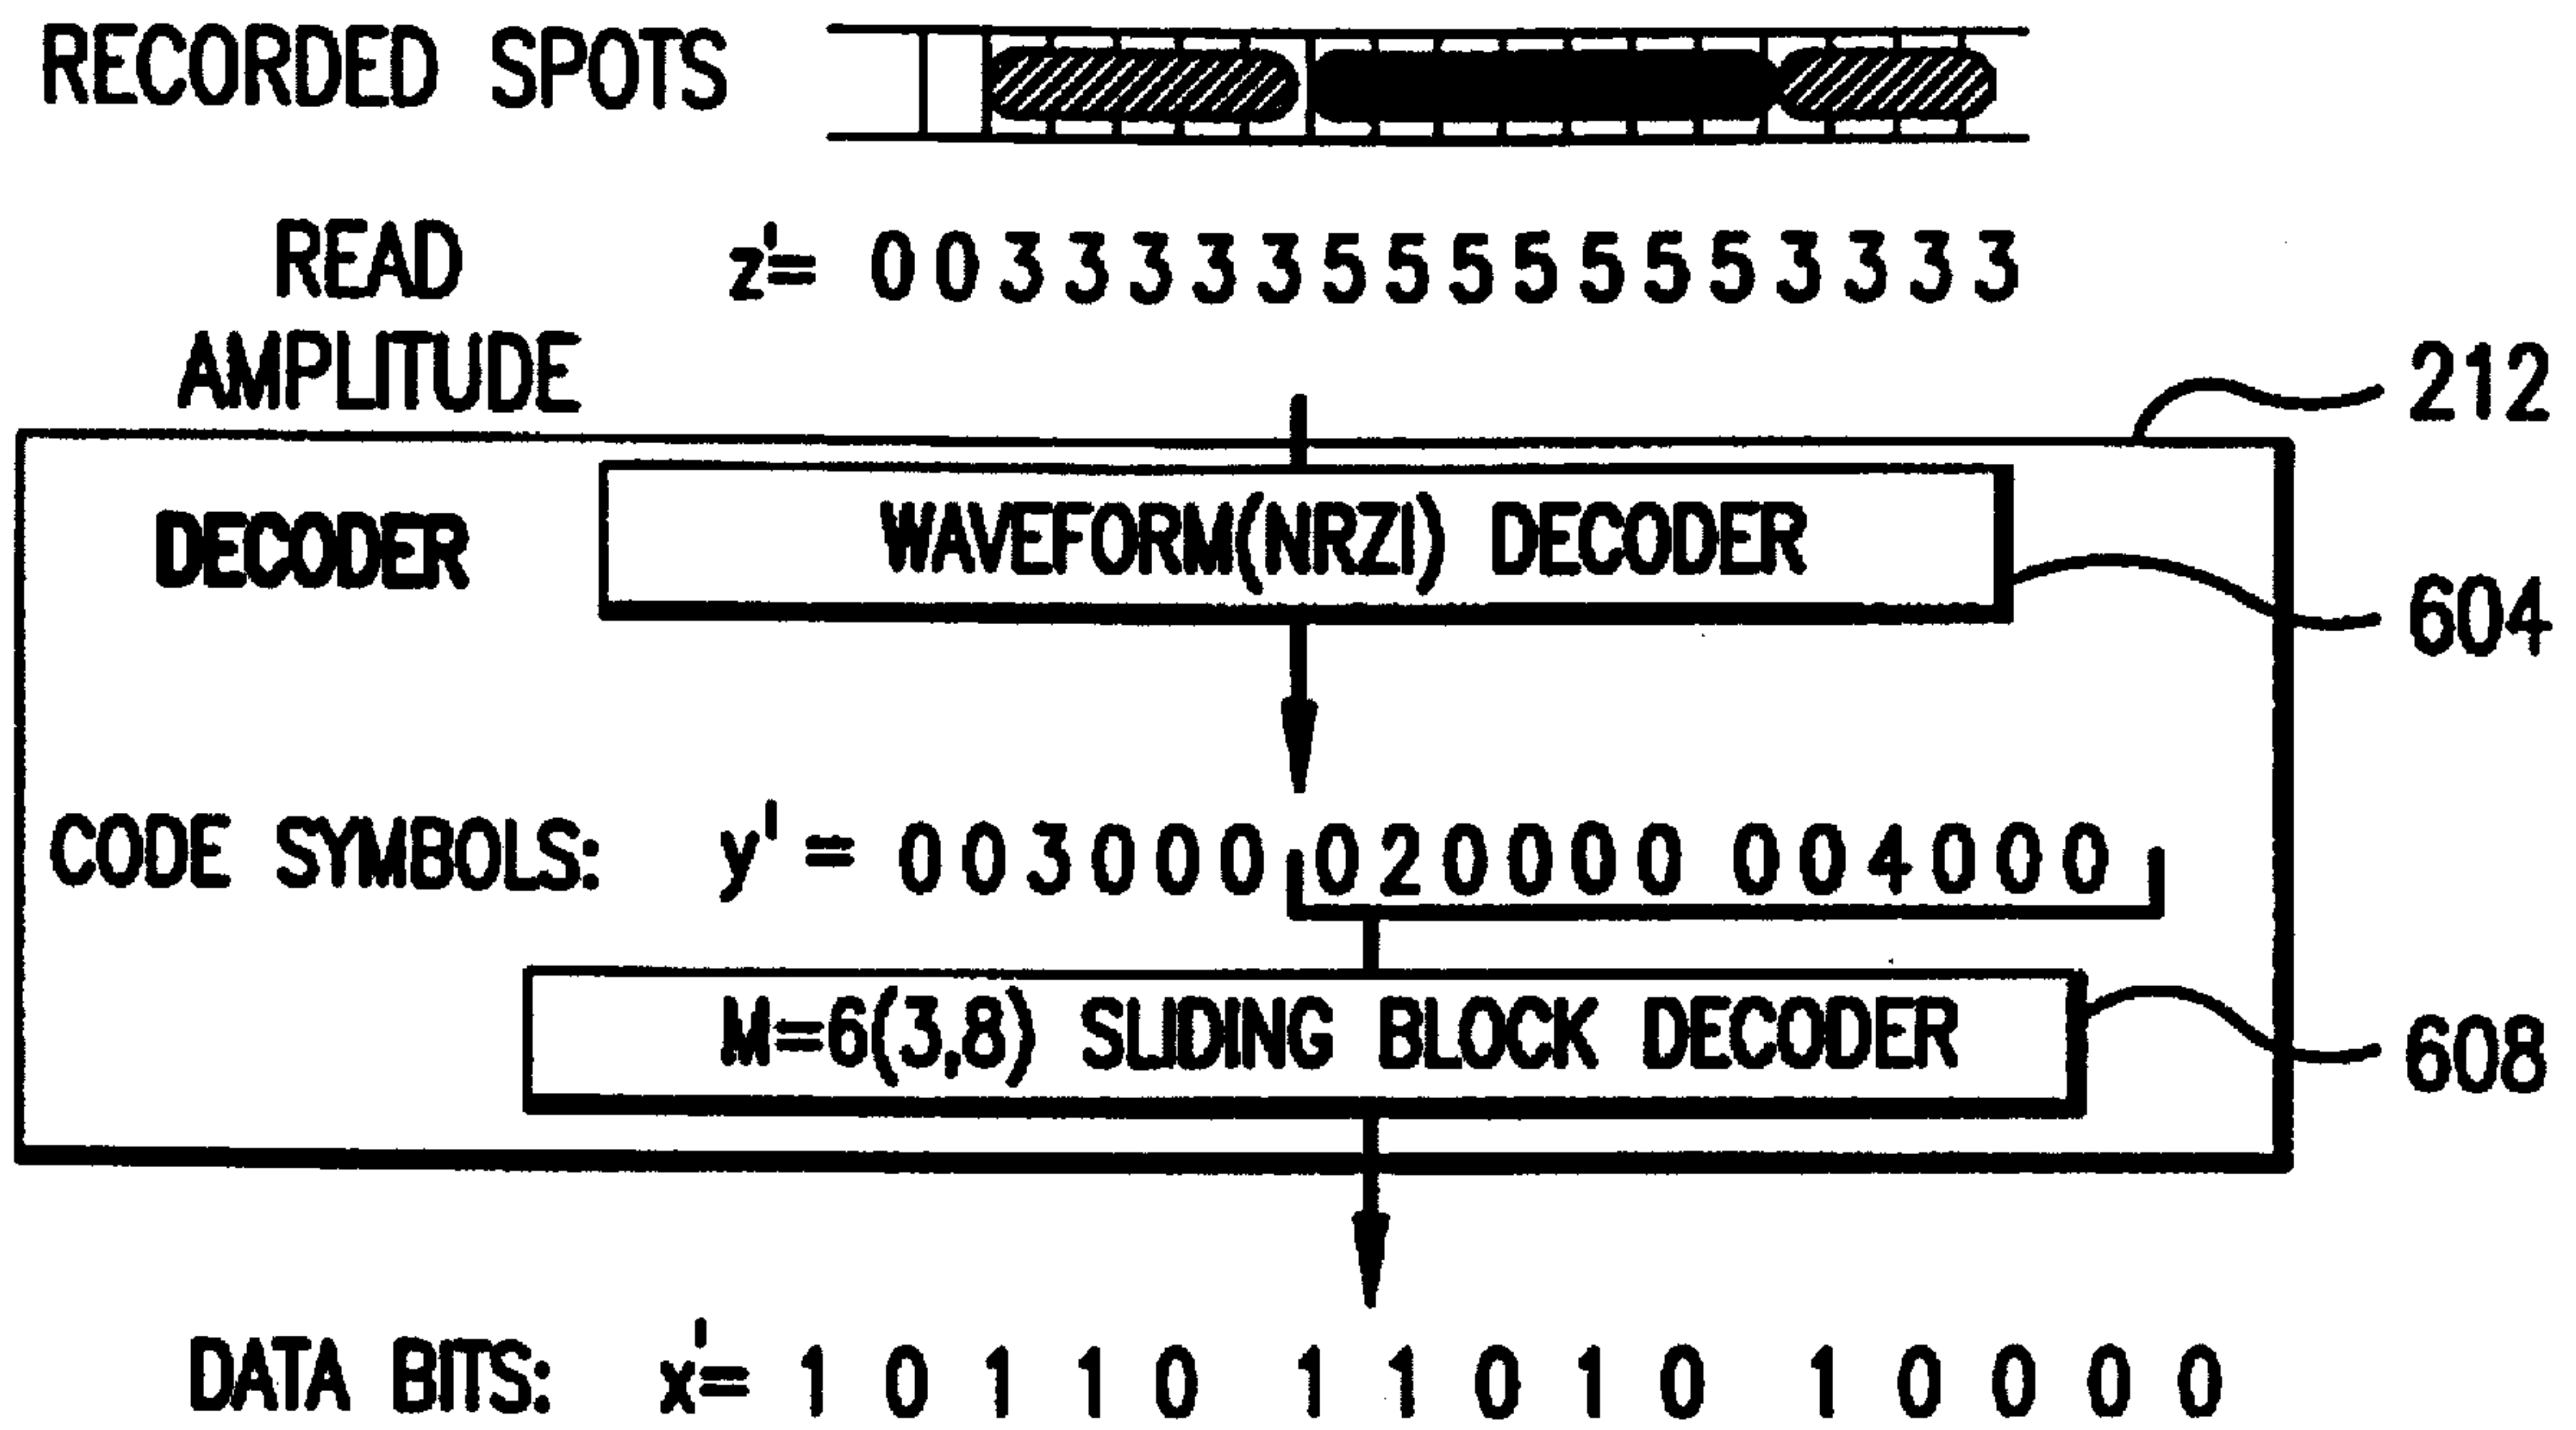 RECORDED SPOTS
READ AMPLITUDE
z'= 0 0 3 3 3 3 3 5 5 5 5 5 5 5 3 3 3 3
212
DECODER
WAVEFORM(NRZI) DECODER
604
CODE SYMBOLS: y' = 0 0 3 0 0 0 0 2 0 0 0 0 0 0 4 0 0 0
M=6(3,8) SLIDING BLOCK DECODER
608
DATA BITS: x'= 1 0 1 1 0 1 1 0 1 0 1 0 0 0 0